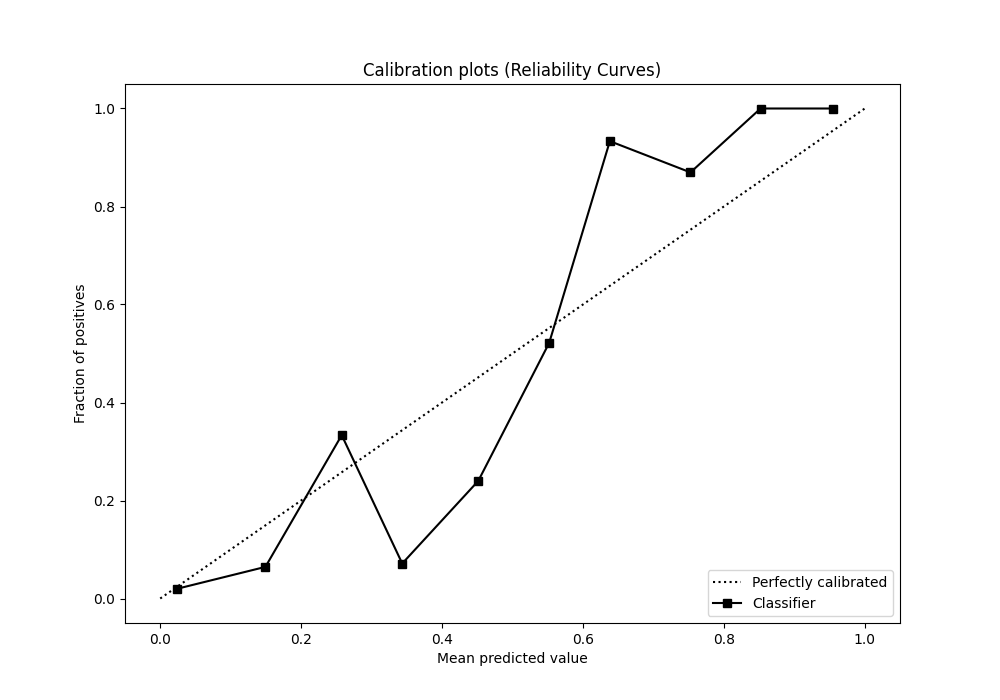 Calibration plots (Reliability Curves)
Fraction of positives
1.0
0.8
0.6
0.4
0.2
0.0
0.0 0.2 0.4 0.6 0.8 1.0
Mean predicted value
Perfectly calibrated
Classifier